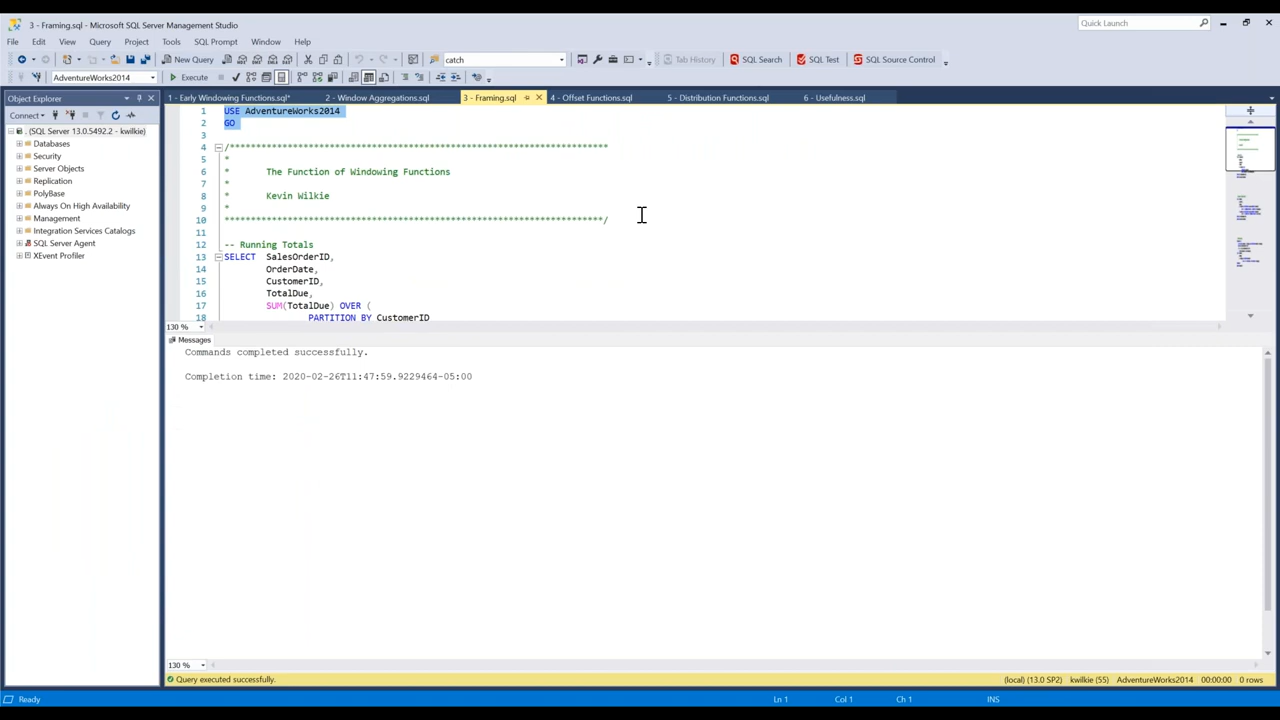 3 - Framing.sql - Microsoft SQL Server Management Studio
Quick Launch
File Edit View Query Project Tools SQL Prompt Window Help
New Query catch Tab History SQL Search SQL Test SQL Source Control
AdventureWorks2014 Execute
Object Explorer
1 - Early Windowing Functions.sql* 2 - Window Aggregations.sql 3 - Framing.sql 4 - Offset Functions.sql 5 - Distribution Functions.sql 6 - Usefulness.sql
Connect
. (SQL Server 13.0.5492.2 - kwilkie)
Databases
Security
Server Objects
Replication
PolyBase
Always On High Availability
Management
Integration Services Catalogs
SQL Server Agent
XEvent Profiler
1 USE AdventureWorks2014
2 GO
3
4 /************************************************************************
5 *
6 * The Function of Windowing Functions
7 *
8 * Kevin Wilkie
9 *
10 ************************************************************************/
11
12 -- Running Totals
13 SELECT SalesOrderID,
14 OrderDate,
15 CustomerID,
16 TotalDue,
17 SUM(TotalDue) OVER (
18 PARTITION BY CustomerID
130 %
Messages
Commands completed successfully.
Completion time: 2020-02-26T11:47:59.9229464-05:00
130 %
Query executed successfully. (local) (13.0 SP2) kwilkie (55) AdventureWorks2014 00:00:00 0 rows
Ready Ln 1 Col 1 Ch 1 INS